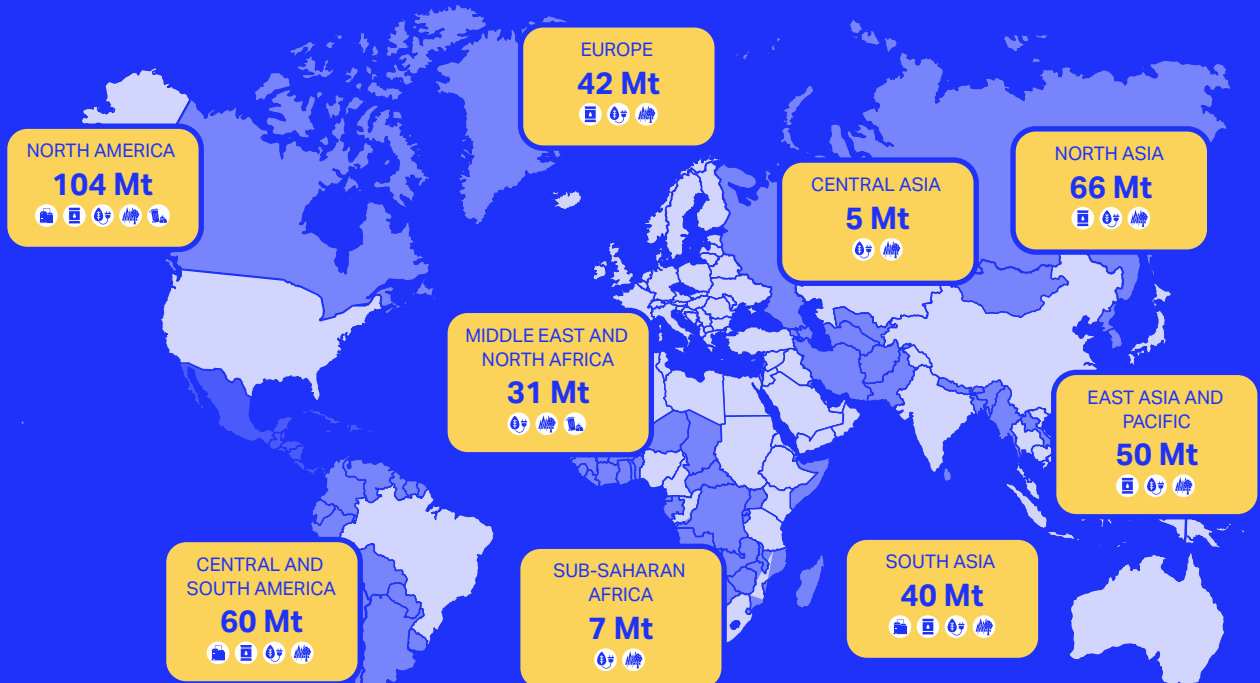 EUROPE
42 Mt
NORTH AMERICA
104 Mt
NORTH ASIA
66 Mt
CENTRAL ASIA
5 Mt
MIDDLE EAST AND
NORTH AFRICA
31 Mt
EAST ASIA AND
PACIFIC
50 Mt
CENTRAL AND
SOUTH AMERICA
60 Mt
SUB-SAHARAN
AFRICA
7 Mt
SOUTH ASIA
40 Mt